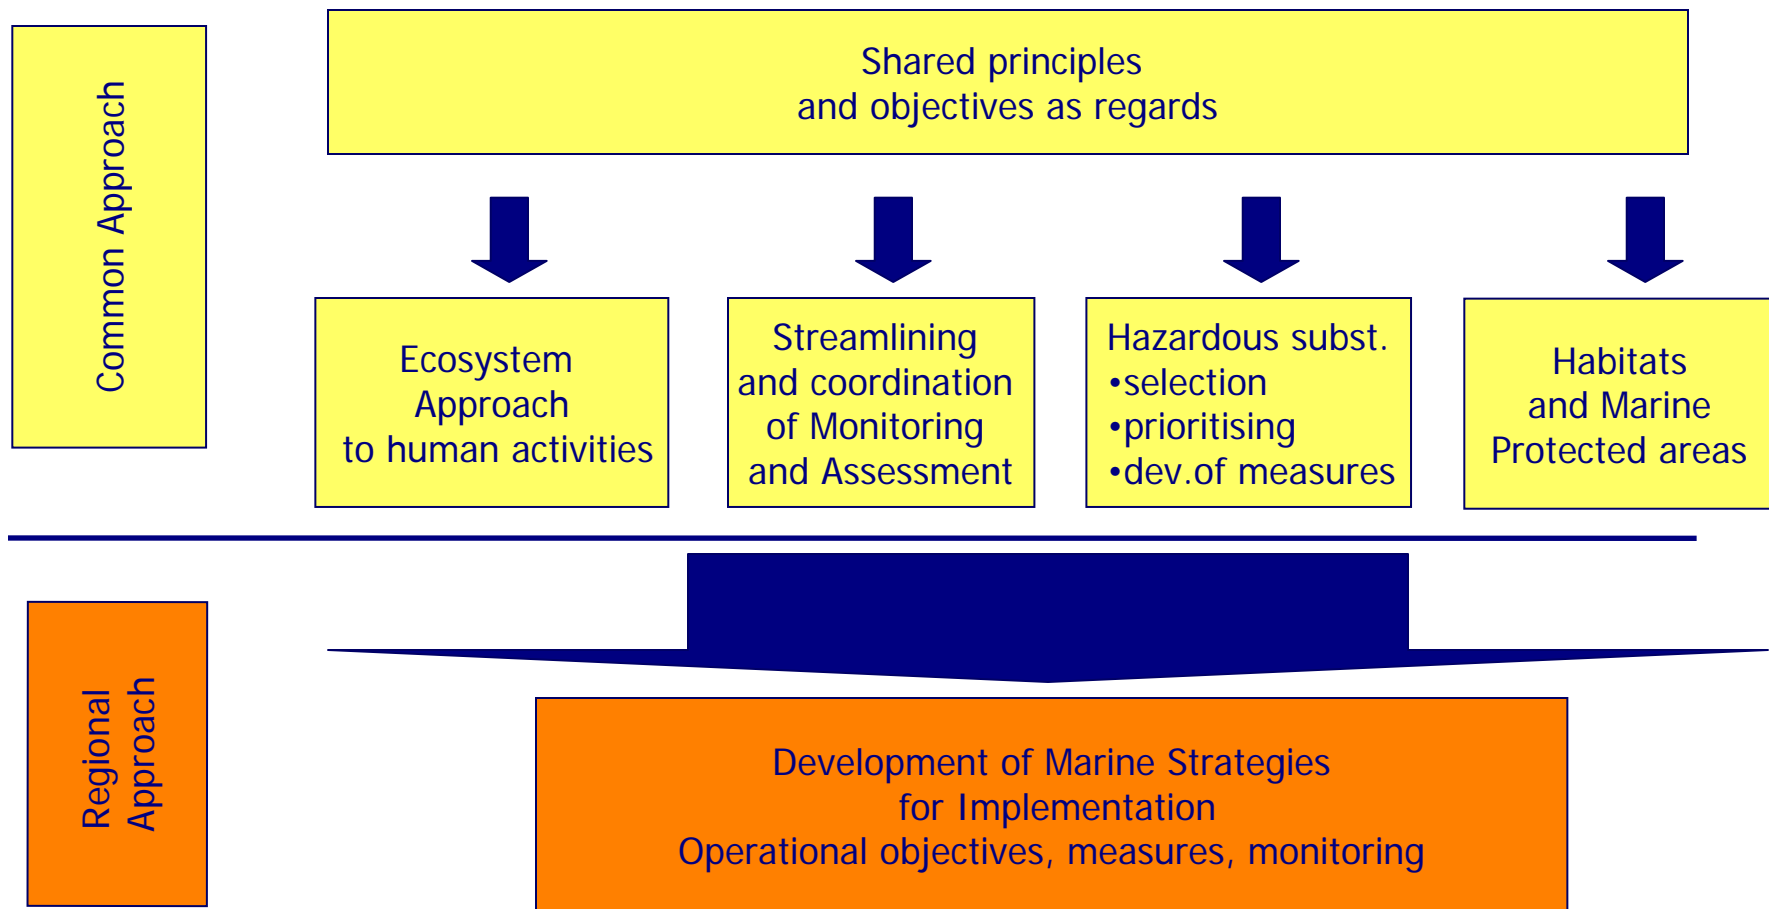 Common Approach
Shared principles
and objectives as regards
Ecosystem
Approach
to human activities
Streamlining
and coordination
of Monitoring
and Assessment
Hazardous subst.
•selection
•prioritising
•dev.of measures
Habitats
and Marine
Protected areas
Regional
Approach
Development of Marine Strategies
for Implementation
Operational objectives, measures, monitoring